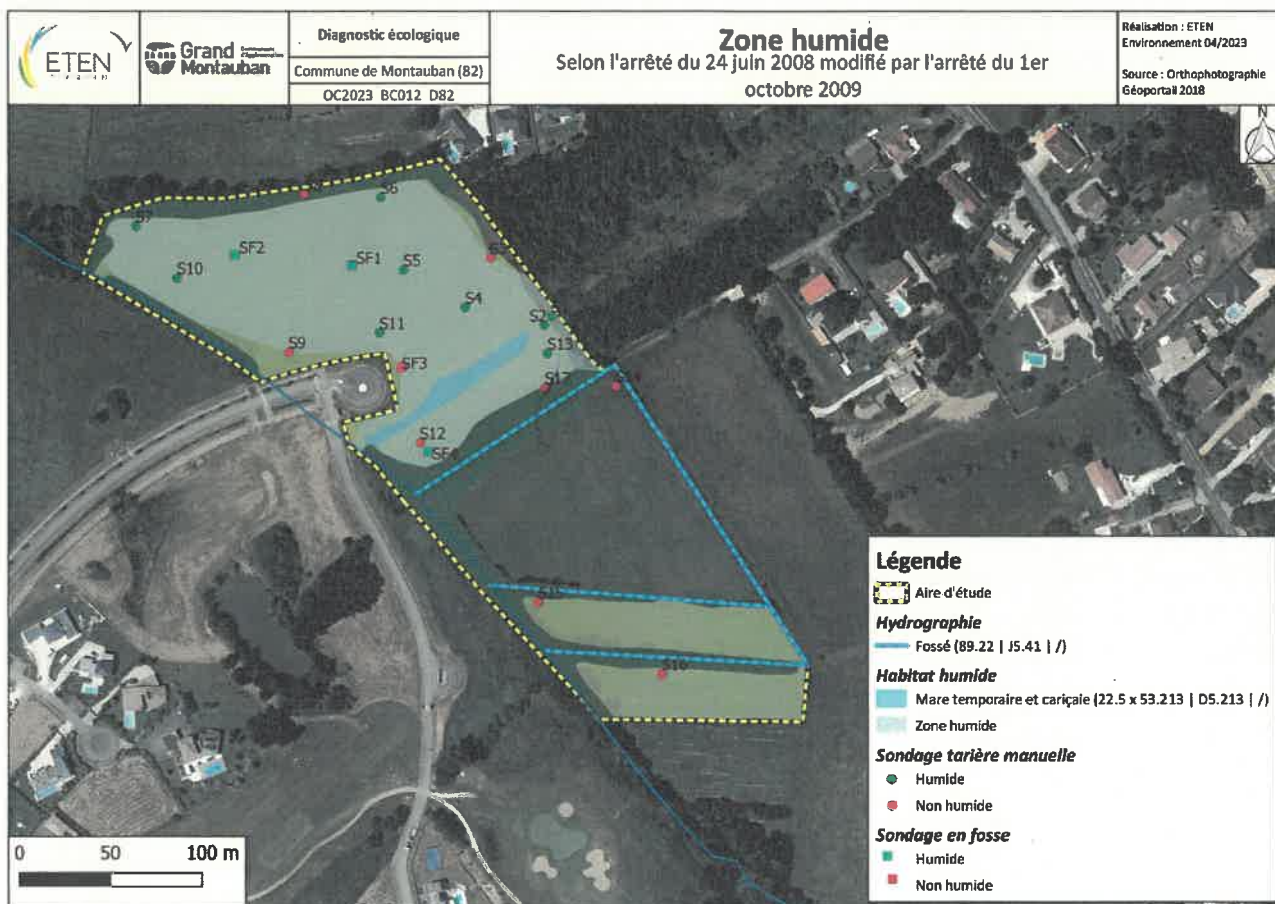 ETEN
Grand
Montauban
Diagnostic écologique
Commune de Montauban (82)
OC2023 BC012 D82
Zone humide
Selon l'arrêté du 24 juin 2008 modifié par l'arrêté du 1er
octobre 2009
Réalisation : ETEN
Environnement 04/2023
Source : Orthophotographie
Géoportail 2018
N
S6
SF2
SF1
S5
S10
S4
S2
S11
S13
S9
SF3
S17
S12
Légende
Aire d'étude
Hydrographie
Fossé (89.22 | J5.41 | /)
Habitat humide
Mare temporaire et cariçaie (22.5 x 53.213 | D5.213 | /)
Zone humide
Sondage tarière manuelle
Humide
Non humide
Sondage en fosse
Humide
Non humide
0 50 100 m